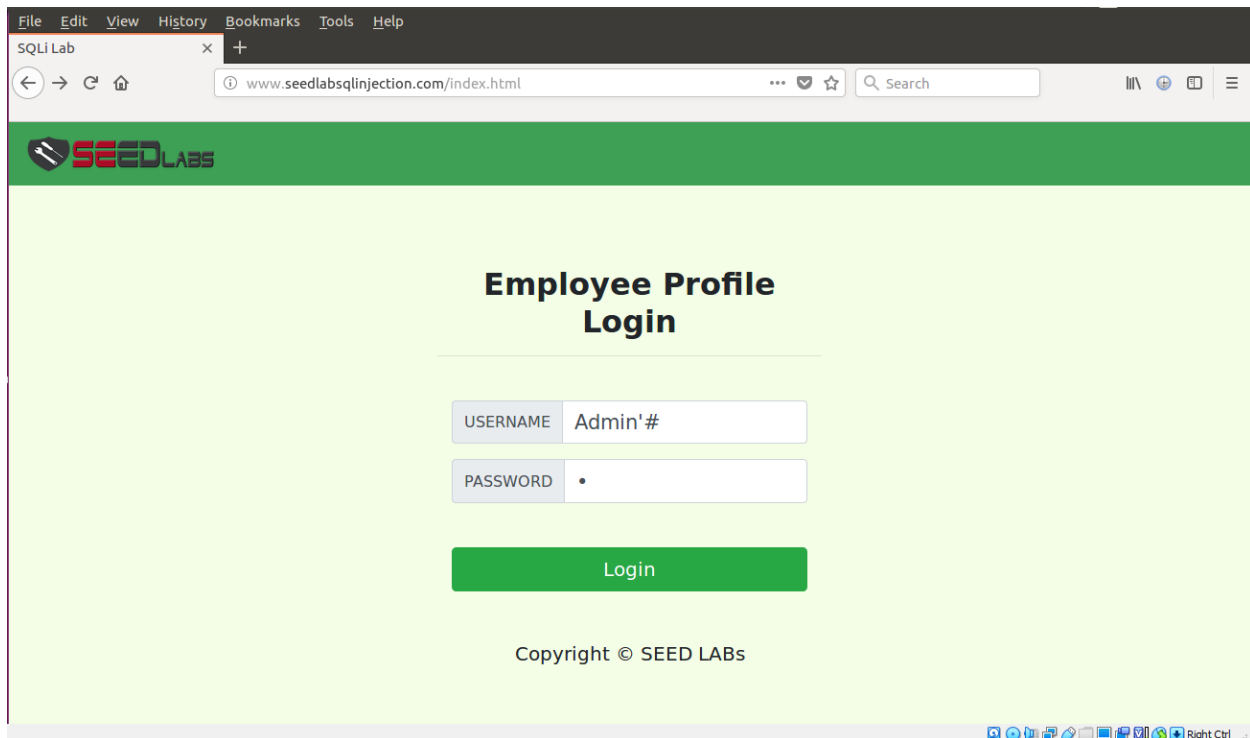 File Edit View History Bookmarks Tools Help
SQLi Lab
www.seedlabsqlinjection.com/index.html
Search
SEEDLABS
Employee Profile
Login
USERNAME Admin'#
PASSWORD •
Login
Copyright © SEED LABs
Right Ctrl